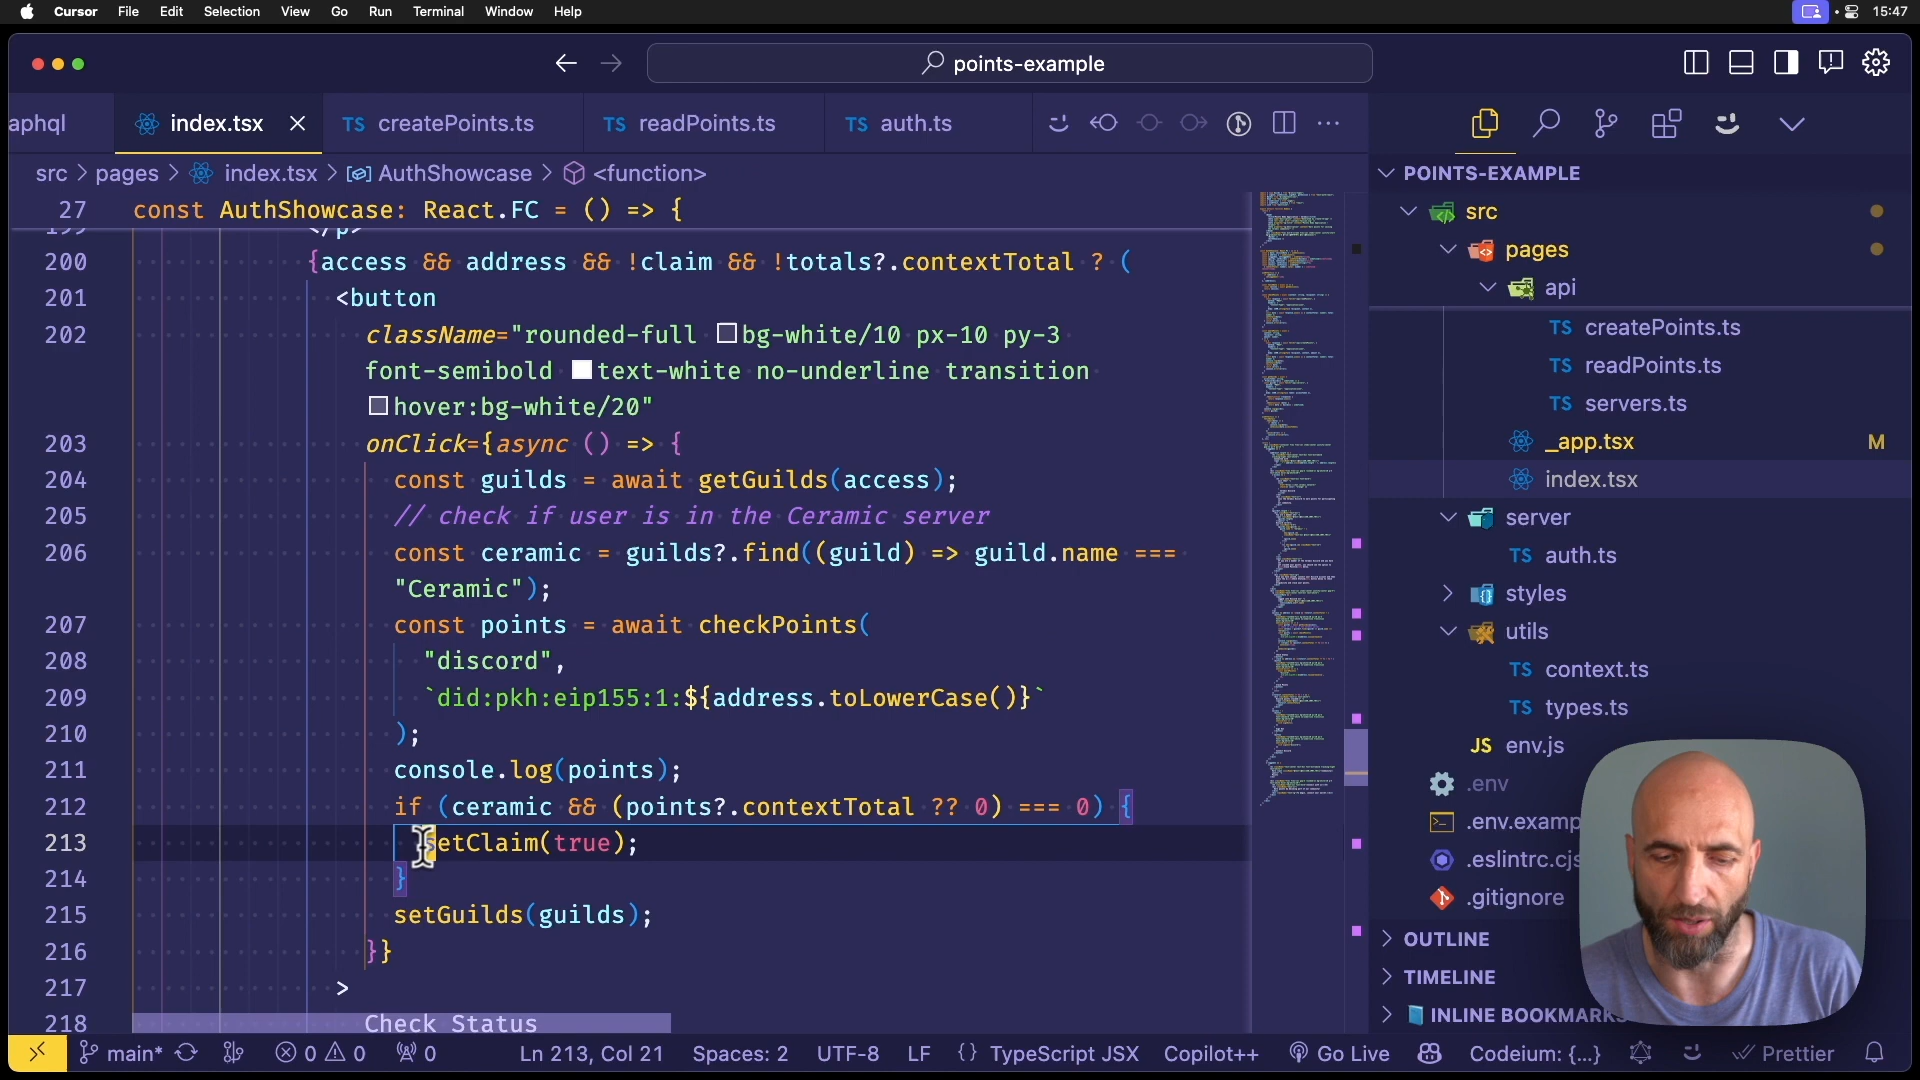 Cursor File Edit Selection View Go Run Terminal Window Help 15:47
points-example
aphql index.tsx TS createPoints.ts TS readPoints.ts TS auth.ts
src > pages > index.tsx > AuthShowcase > <function>
27 const AuthShowcase: React.FC = () => {
200 {access && address && !claim && !totals?.contextTotal ? (
201 <button
202 className="rounded-full bg-white/10 px-10 py-3
font-semibold text-white no-underline transition
hover:bg-white/20"
203 onClick={async () => {
204 const guilds = await getGuilds(access);
205 // check if user is in the Ceramic server
206 const ceramic = guilds?.find((guild) => guild.name ===
"Ceramic");
207 const points = await checkPoints(
208 "discord",
209 `did:pkh:eip155:1:${address.toLowerCase()}`
210 );
211 console.log(points);
212 if (ceramic && (points?.contextTotal ?? 0) === 0) {
213 setClaim(true);
214 }
215 setGuilds(guilds);
216 }}
217 >
218 Check Status
POINTS-EXAMPLE
src
pages
api
TS createPoints.ts
TS readPoints.ts
TS servers.ts
_app.tsx M
index.tsx
server
TS auth.ts
styles
utils
TS context.ts
TS types.ts
JS env.js
.env
.env.examp
.eslintrc.cjs
.gitignore
OUTLINE
TIMELINE
INLINE BOOKMARKS
main* 0 0 0 Ln 213, Col 21 Spaces: 2 UTF-8 LF {} TypeScript JSX Copilot++ Go Live Codeium: {...} Prettier